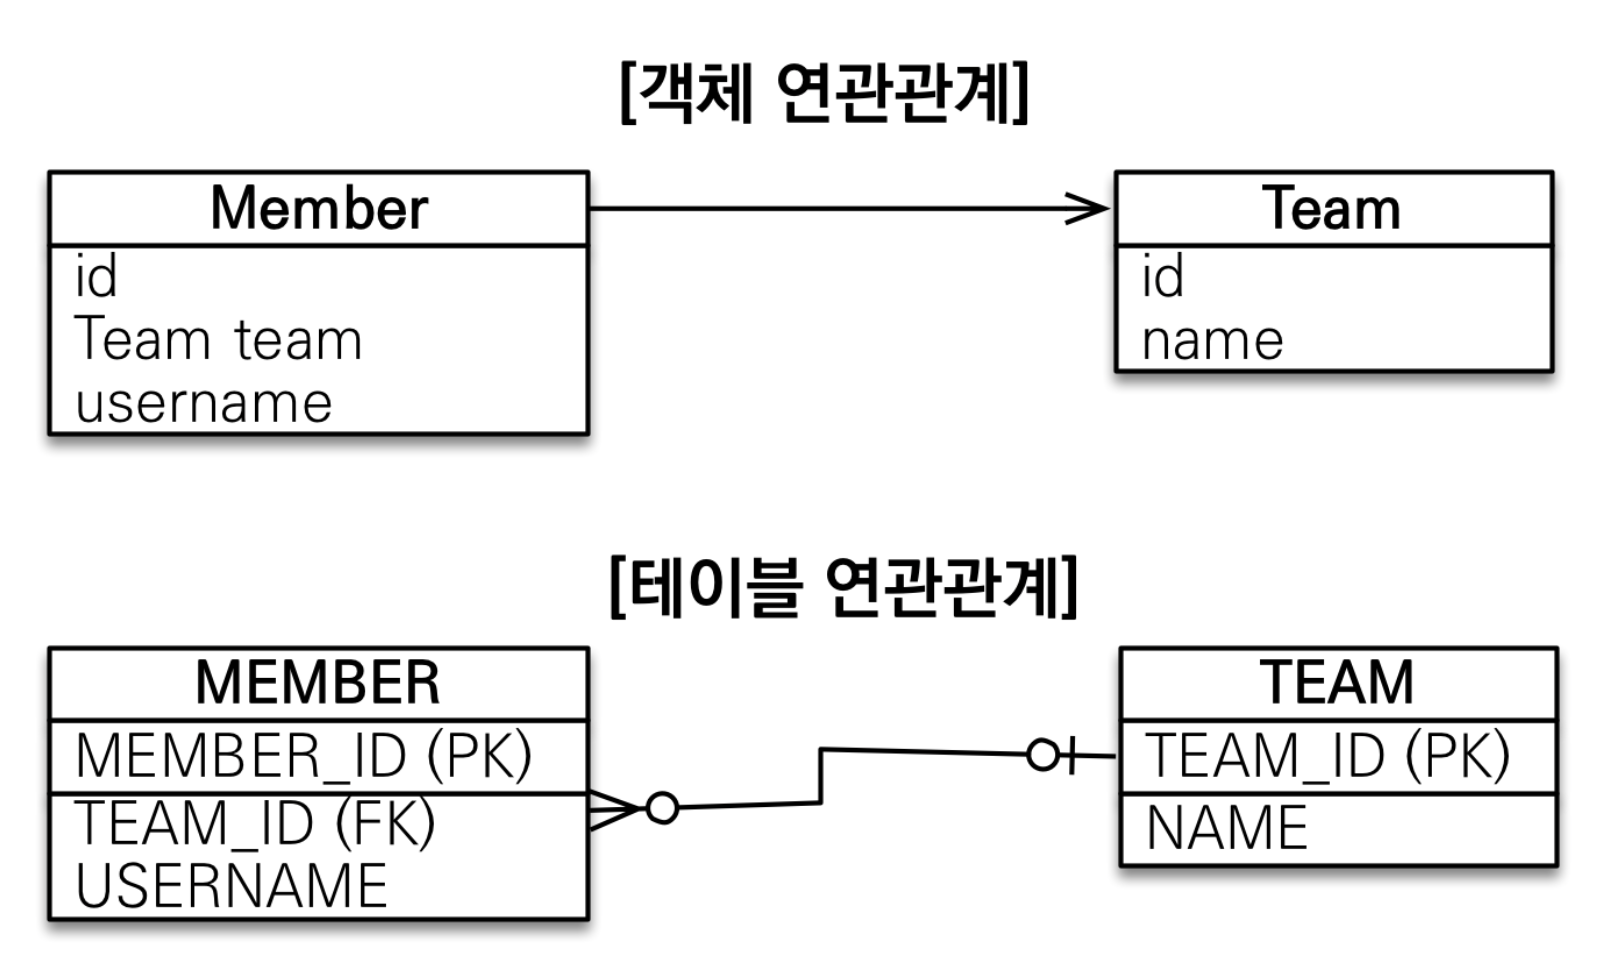 [객체 연관관계]
Member
id
Team team
username
Team
id
name
[테이블 연관관계]
MEMBER
MEMBER_ID (PK)
TEAM_ID (FK)
USERNAME
TEAM
TEAM_ID (PK)
NAME